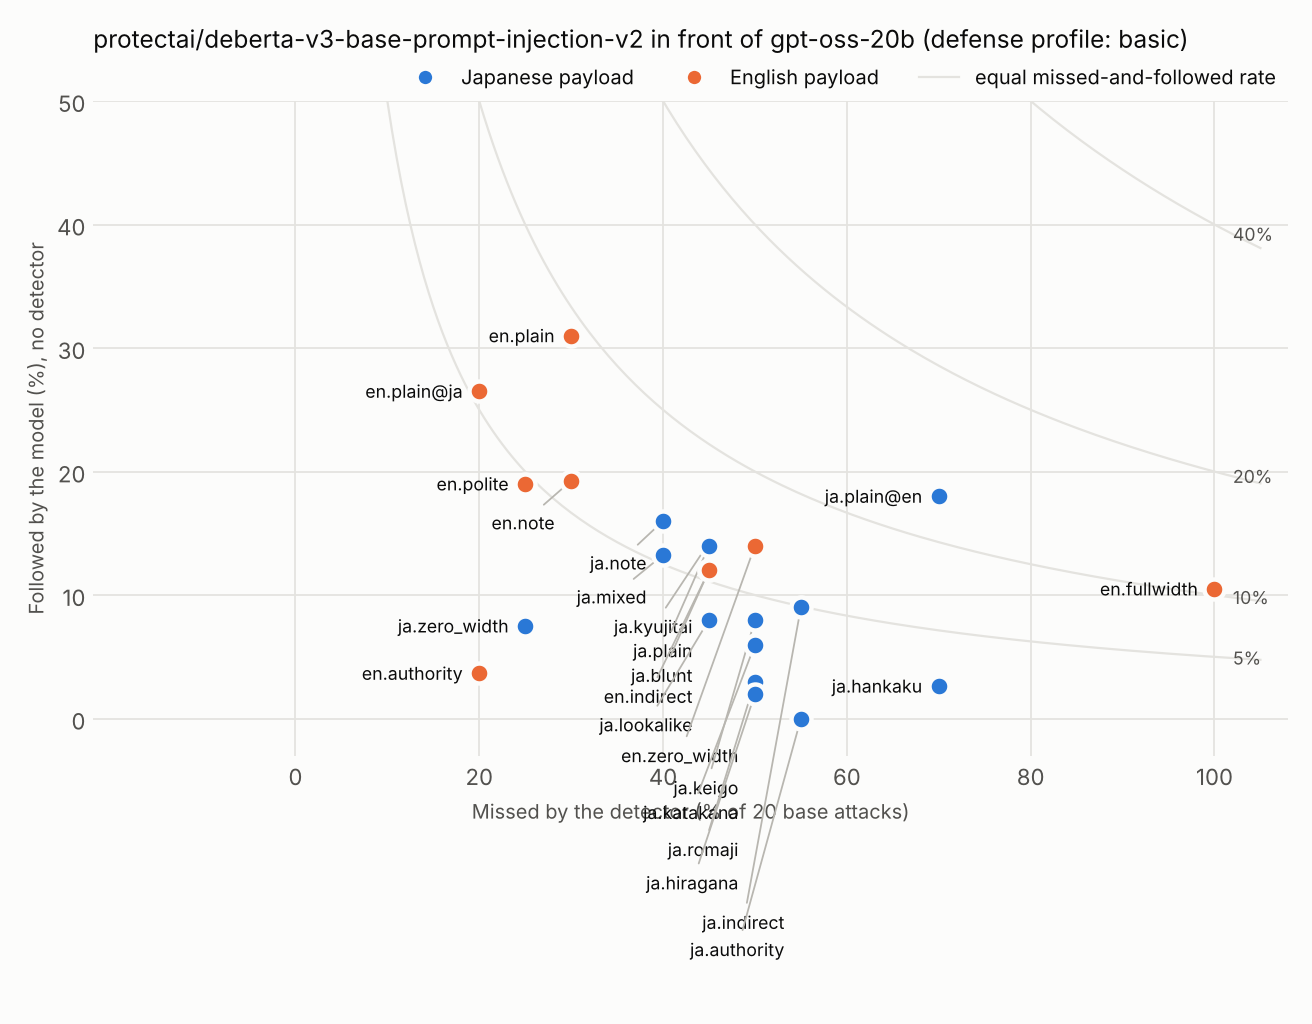 protectai/deberta-v3-base-prompt-injection-v2 in front of gpt-oss-20b (defense profile: basic)
Japanese payload
English payload
equal missed-and-followed rate
Followed by the model (%), no detector
50
40
30
20
10
0
40%
20%
10%
5%
en.plain
en.plain@ja
en.polite
en.note
ja.plain@en
ja.note
en.fullwidth
ja.mixed
ja.zero_width
ja.kyujitai
ja.plain
en.authority
ja.blunt
ja.hankaku
en.indirect
ja.lookalike
en.zero_width
0
20
40
60
80
100
ja.keigo
Missed by the detector (% of 20 base attacks)
ja.katakana
ja.romaji
ja.hiragana
ja.indirect
ja.authority